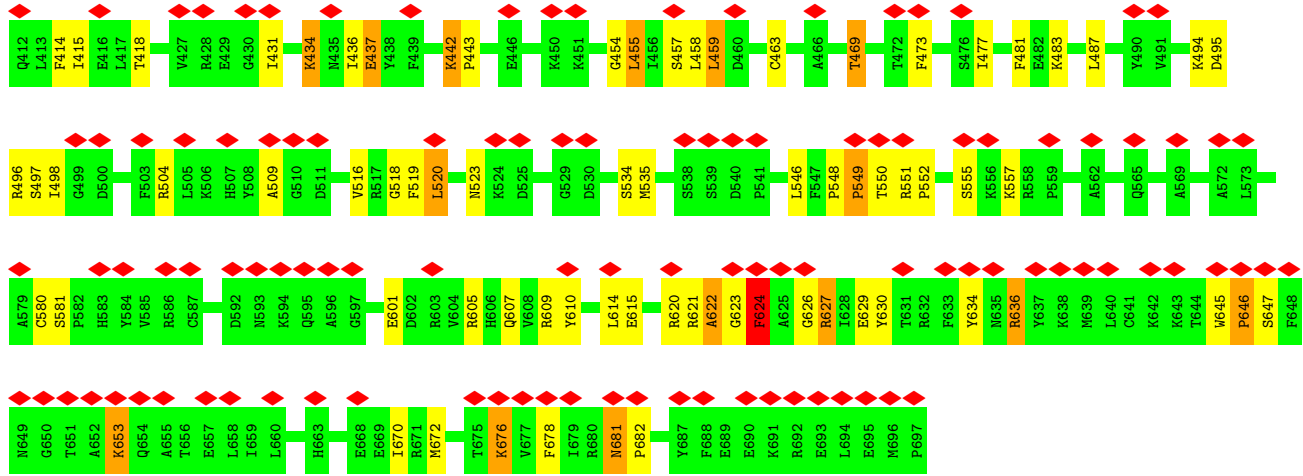 Q412 L413 F414 I415 E416 L417 T418 V427 R428 E429 G430 I431 K434 N435 I436 E437 Y438 F439 K442 P443 E446 K450 K451 G454 L455 I456 S457 L458 L459 D460 C463 A466 T469 T472 F473 S476 I477 F481 E482 K483 L487 Y490 V491 K494 D495
R496 S497 I498 G499 D500 F503 R504 L505 K506 H507 Y508 A509 G510 D511 V516 R517 G518 F519 L520 N523 K524 D525 G529 D530 S534 M535 S538 S539 D540 P541 L546 F547 P548 P549 T550 R551 P552 S555 K556 K557 R558 P559 A562 Q565 A569 A572 L573
A579 C580 S581 P582 H583 Y584 V585 R586 C587 D592 N593 K594 Q595 A596 G597 E601 D602 R603 V604 R605 H606 Q607 V608 R609 Y610 L614 E615 R620 R621 A622 G623 F624 A625 G626 R627 I628 E629 Y630 T631 R632 F633 Y634 N635 R636 Y637 K638 M639 L640 C641 K642 K643 T644 W645 P646 S647 F648
N649 G650 T651 A652 K653 Q654 A655 T656 E657 L658 I659 L660 H663 E668 E669 I670 R671 M672 T675 K676 V677 F678 I679 R680 N681 P682 Y687 F688 E689 E690 K691 R692 E693 L694 E695 M696 P697